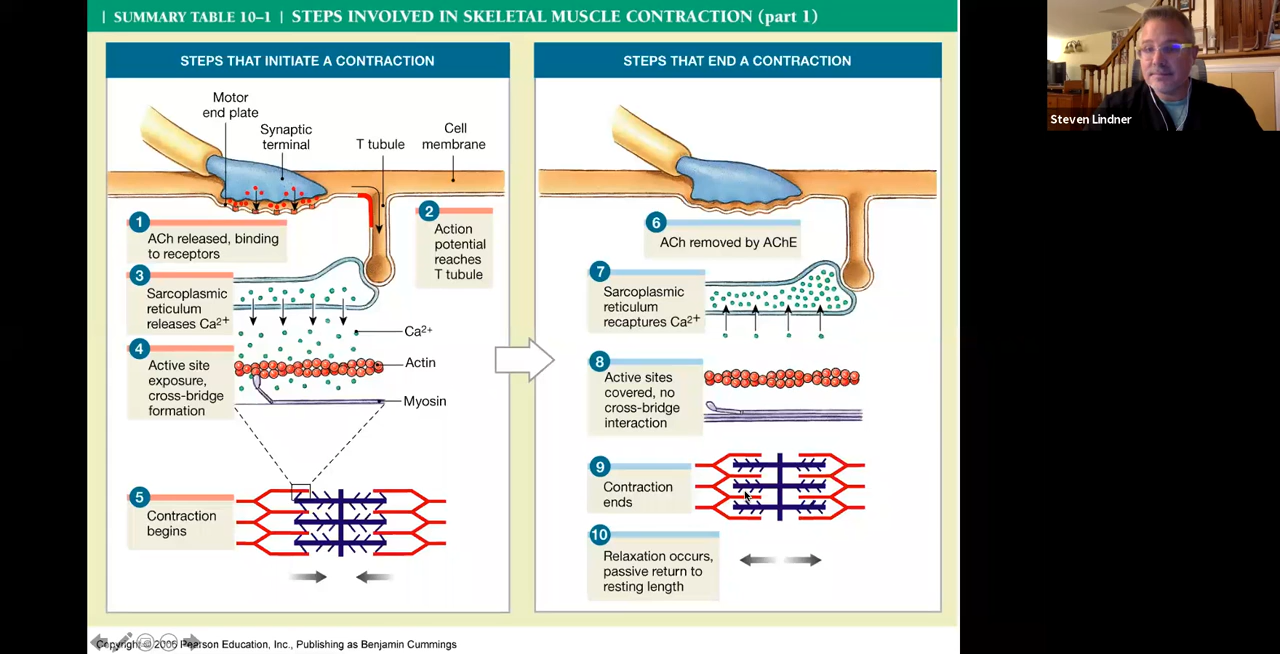 | SUMMARY TABLE 10–1 | STEPS INVOLVED IN SKELETAL MUSCLE CONTRACTION (part 1)
STEPS THAT INITIATE A CONTRACTION
Motor
end plate
Synaptic
terminal
T tubule
Cell
membrane
1
ACh released, binding
to receptors
2
Action
potential
reaches
T tubule
3
Sarcoplasmic
reticulum
releases Ca2+
Ca2+
4
Active site
exposure,
cross-bridge
formation
Actin
Myosin
5
Contraction
begins
STEPS THAT END A CONTRACTION
6
ACh removed by AChE
7
Sarcoplasmic
reticulum
recaptures Ca2+
8
Active sites
covered, no
cross-bridge
interaction
9
Contraction
ends
10
Relaxation occurs,
passive return to
resting length
Copyright © 2006 Pearson Education, Inc., Publishing as Benjamin Cummings
Steven Lindner